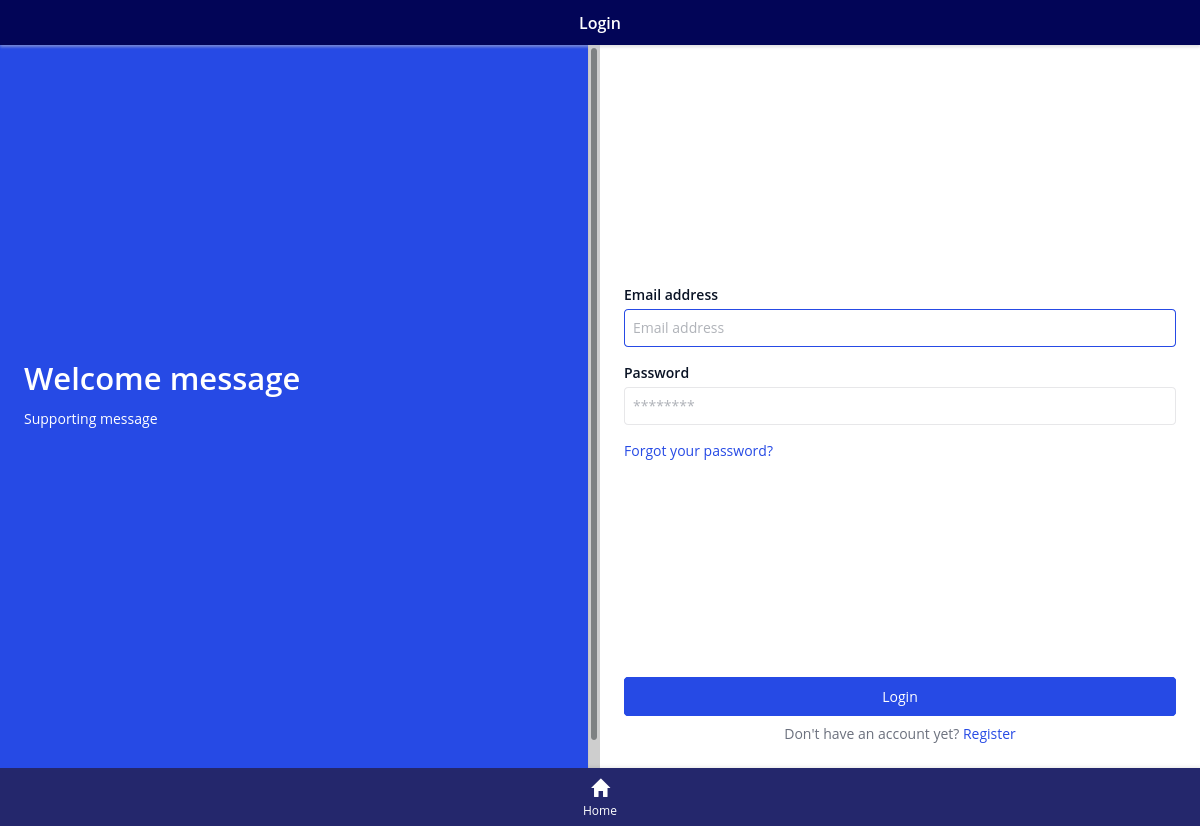 Login
Welcome message
Supporting message
Email address
Email address
Password
********
Forgot your password?
Login
Don't have an account yet? Register
Home